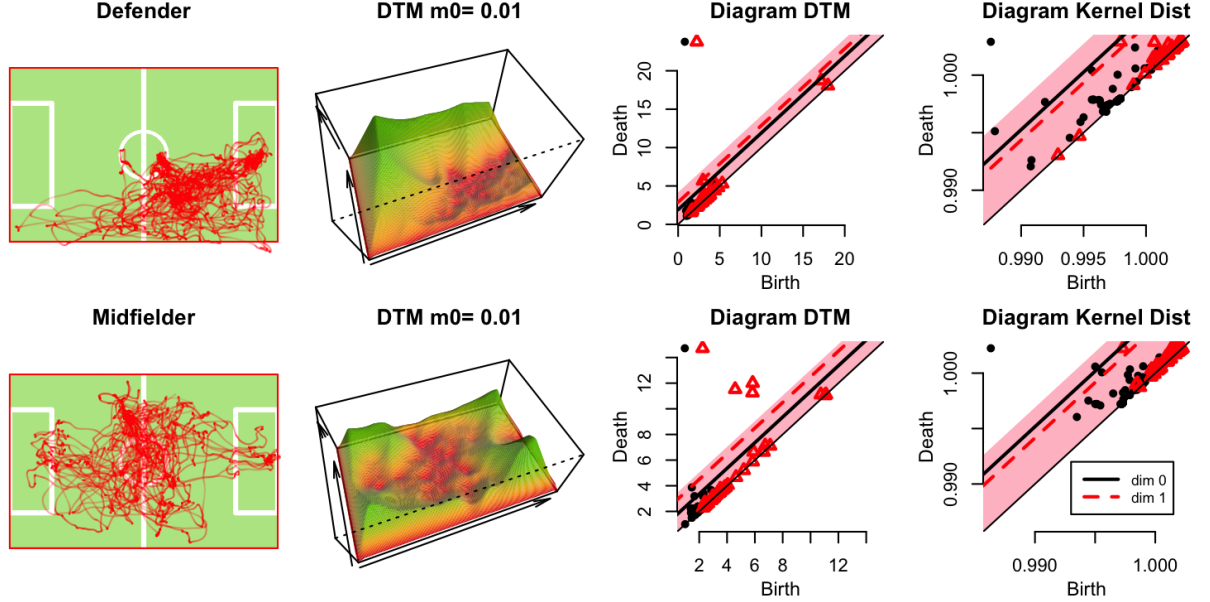 Defender
DTM m0= 0.01
Diagram DTM
Diagram Kernel Dist
Death
0
5
10
15
20
0 5 10 15 20
Birth
Death
0.990
1.000
0.990 0.995 1.000
Birth
Midfielder
DTM m0= 0.01
Diagram DTM
Diagram Kernel Dist
Death
2
4
6
8
10
12
2 4 6 8 12
Birth
Death
0.990
1.000
0.990 1.000
Birth
dim 0
dim 1